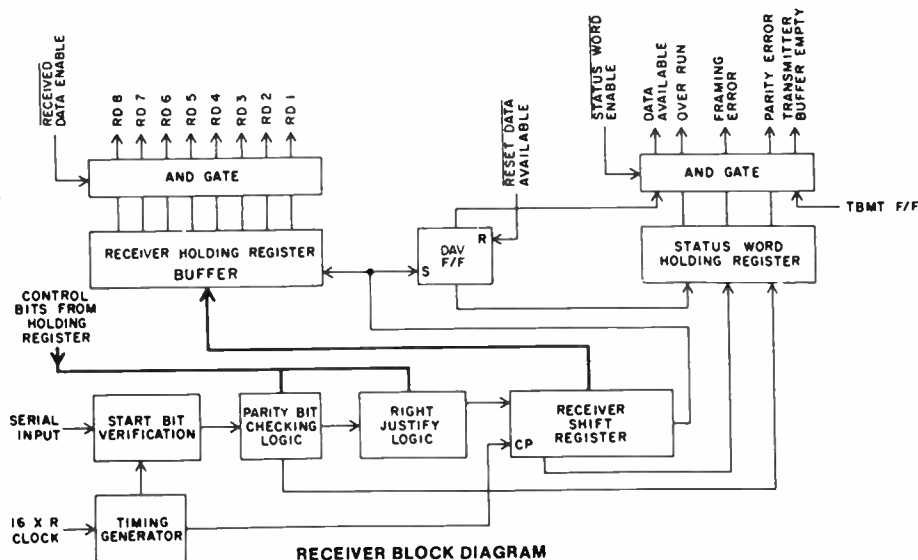 RECEIVED
DATA ENABLE
RD 8
RD 7
RD 6
RD 5
RD 4
RD 3
RD 2
RD 1
STATUS WORD
ENABLE
DATA
AVAILABLE
OVER RUN
FRAMING
ERROR
PARITY ERROR
TRANSMITTER
BUFFER EMPTY
AND GATE
RESET DATA
AVAILABLE
AND GATE
TBMT F/F
RECEIVER HOLDING REGISTER
BUFFER
DAV
F/F
R
S
STATUS WORD
HOLDING REGISTER
CONTROL
BITS FROM
HOLDING
REGISTER
SERIAL
INPUT
START BIT
VERIFICATION
PARITY BIT
CHECKING
LOGIC
RIGHT
JUSTIFY
LOGIC
RECEIVER
SHIFT
REGISTER
CP
16 X R
CLOCK
TIMING
GENERATOR
RECEIVER BLOCK DIAGRAM